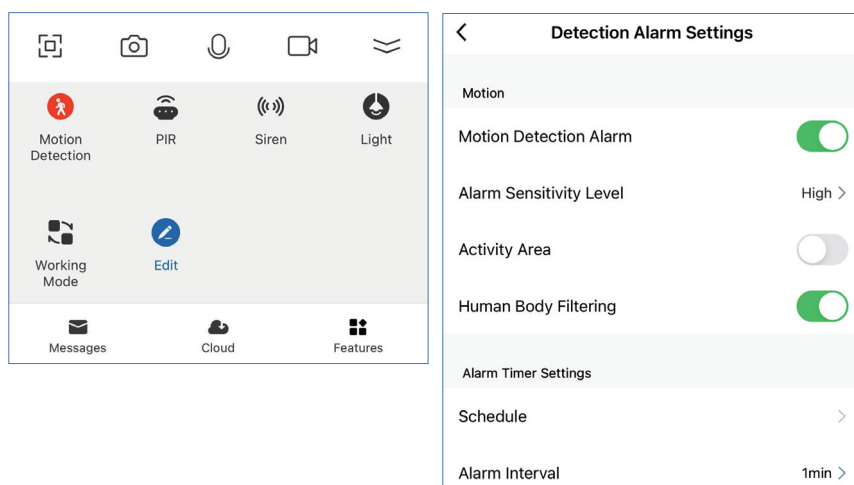 Motion
Detection
PIR
Siren
Light
Working
Mode
Edit
Messages
Cloud
Features
Detection Alarm Settings
Motion
Motion Detection Alarm
Alarm Sensitivity Level
High
Activity Area
Human Body Filtering
Alarm Timer Settings
Schedule
Alarm Interval
1min